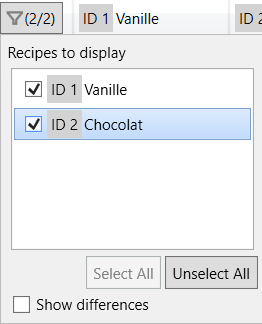 (2/2) ID 1 Vanille ID 2
Recipes to display
ID 1 Vanille
ID 2 Chocolat
Select All Unselect All
Show differences